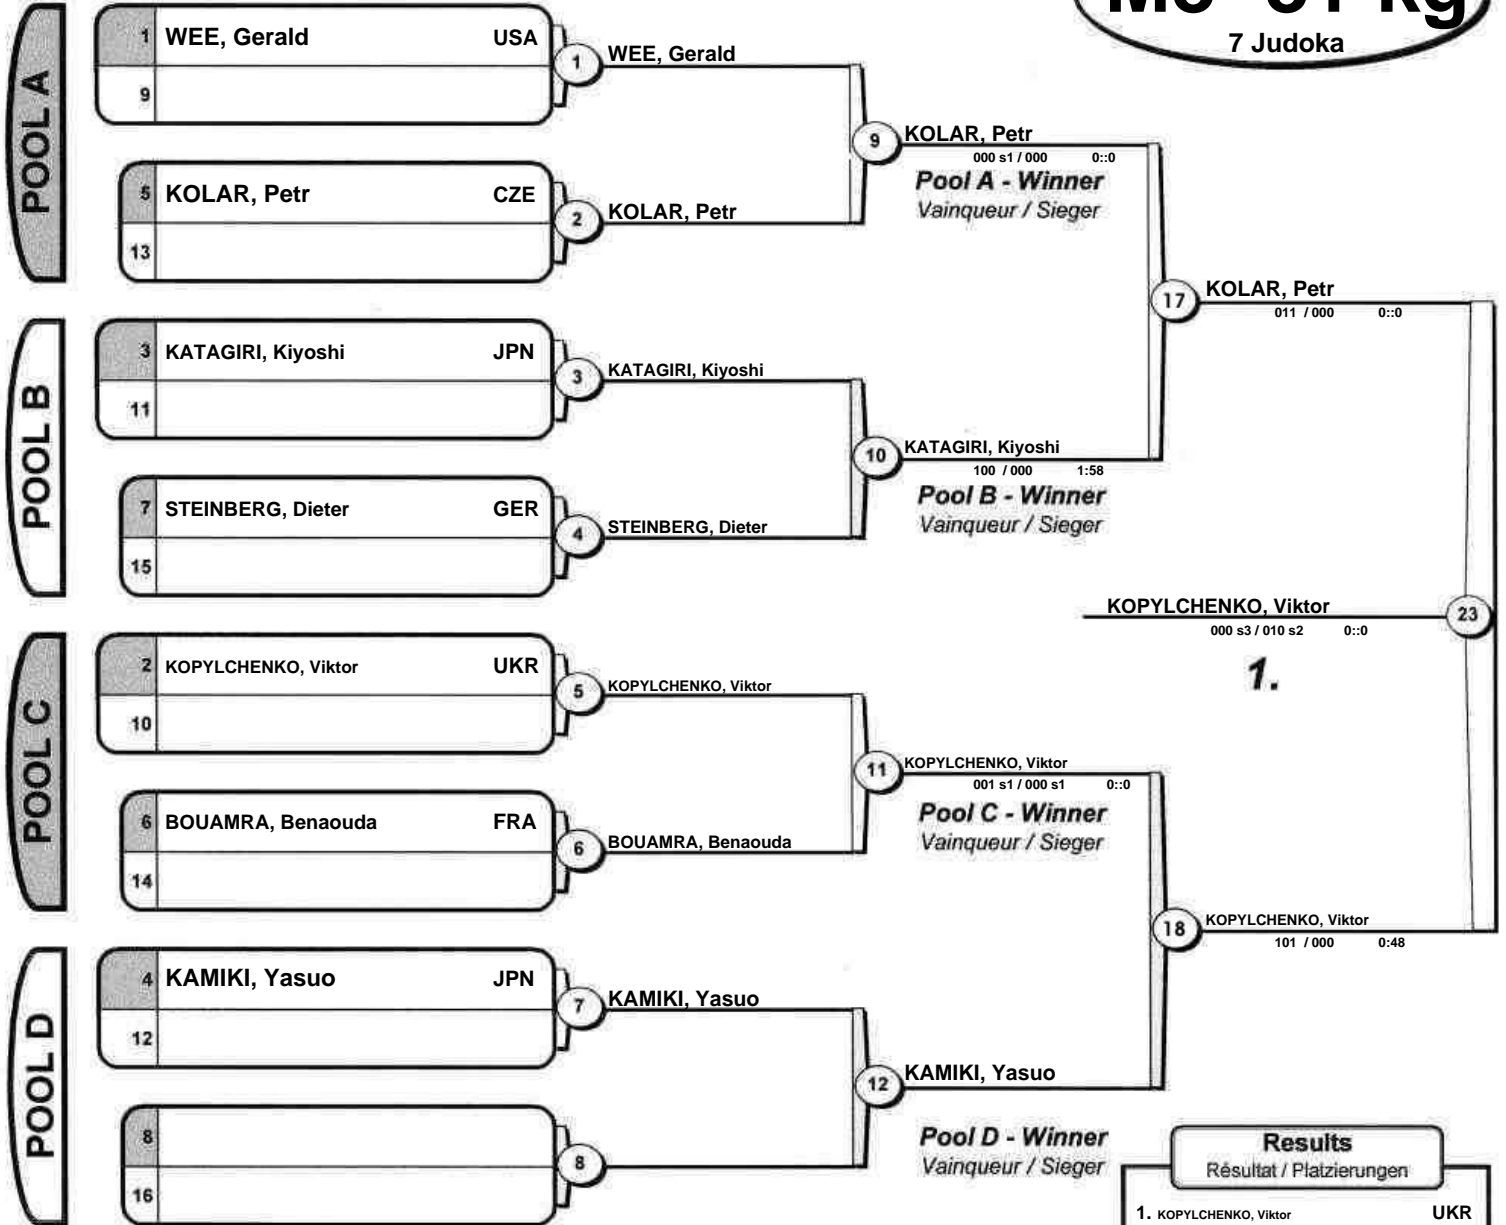 7 Judoka
POOL A
1 WEE, Gerald USA
9
1 WEE, Gerald
5 KOLAR, Petr CZE
13
2 KOLAR, Petr
9 KOLAR, Petr
000 s1 / 000 0::0
Pool A - Winner
Vainqueur / Sieger
POOL B
3 KATAGIRI, Kiyoshi JPN
11
3 KATAGIRI, Kiyoshi
7 STEINBERG, Dieter GER
15
4 STEINBERG, Dieter
10 KATAGIRI, Kiyoshi
100 / 000 1:58
Pool B - Winner
Vainqueur / Sieger
17 KOLAR, Petr
011 / 000 0::0
KOPYLCHENKO, Viktor 23
000 s3 / 010 s2 0::0
1.
POOL C
2 KOPYLCHENKO, Viktor UKR
10
5 KOPYLCHENKO, Viktor
6 BOUAMRA, Benaouda FRA
14
6 BOUAMRA, Benaouda
11 KOPYLCHENKO, Viktor
001 s1 / 000 s1 0::0
Pool C - Winner
Vainqueur / Sieger
18 KOPYLCHENKO, Viktor
101 / 000 0:48
POOL D
4 KAMIKI, Yasuo JPN
12
7 KAMIKI, Yasuo
8
16
8
12 KAMIKI, Yasuo
Pool D - Winner
Vainqueur / Sieger
Results
Résultat / Platzierungen
1. KOPYLCHENKO, Viktor UKR